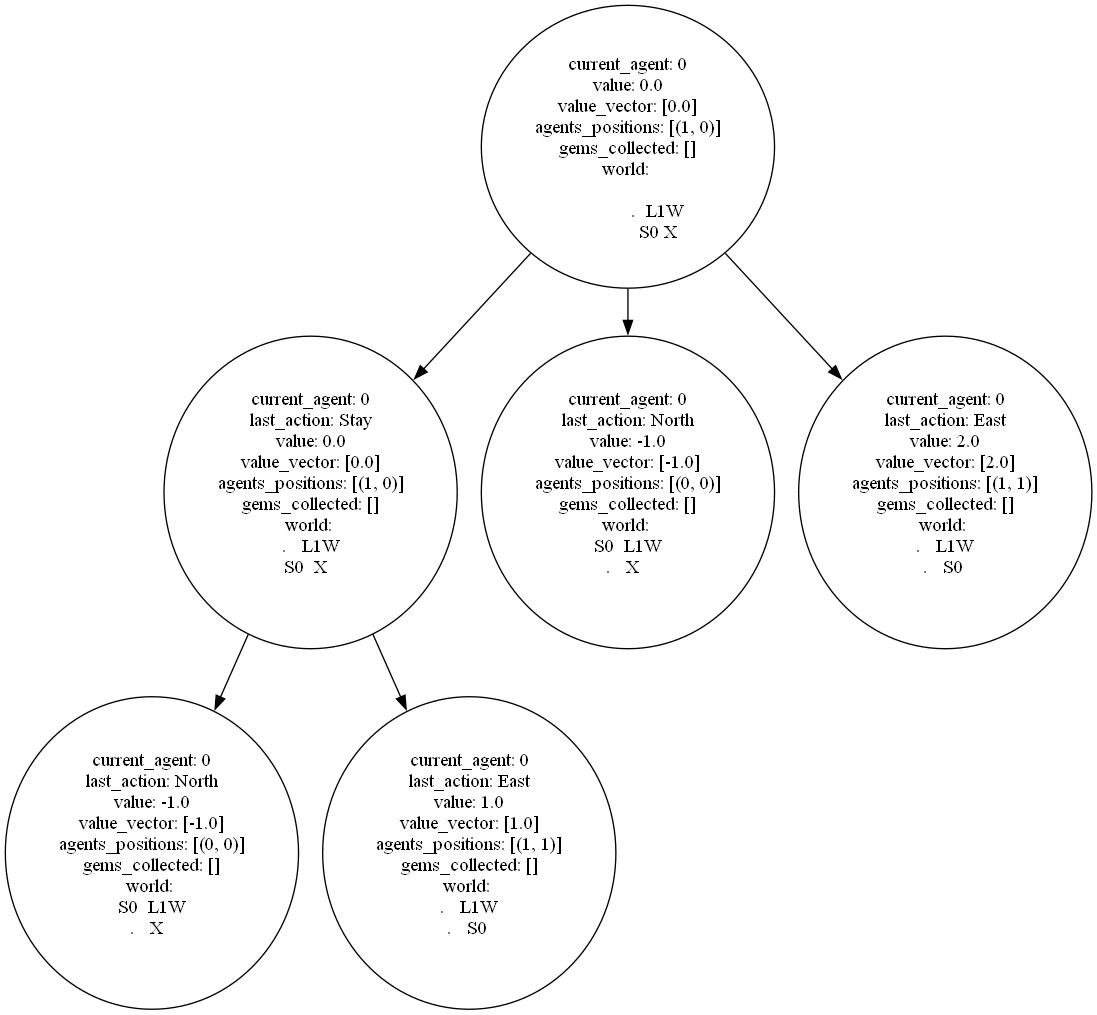 current_agent: 0
value: 0.0
value_vector: [0.0]
agents_positions: [(1, 0)]
gems_collected: []
world:
. L1W
S0 X
current_agent: 0
last_action: Stay
value: 0.0
value_vector: [0.0]
agents_positions: [(1, 0)]
gems_collected: []
world:
. L1W
S0 X
current_agent: 0
last_action: North
value: -1.0
value_vector: [-1.0]
agents_positions: [(0, 0)]
gems_collected: []
world:
S0 L1W
. X
current_agent: 0
last_action: East
value: 2.0
value_vector: [2.0]
agents_positions: [(1, 1)]
gems_collected: []
world:
. L1W
. S0
current_agent: 0
last_action: North
value: -1.0
value_vector: [-1.0]
agents_positions: [(0, 0)]
gems_collected: []
world:
S0 L1W
. X
current_agent: 0
last_action: East
value: 1.0
value_vector: [1.0]
agents_positions: [(1, 1)]
gems_collected: []
world:
. L1W
. S0